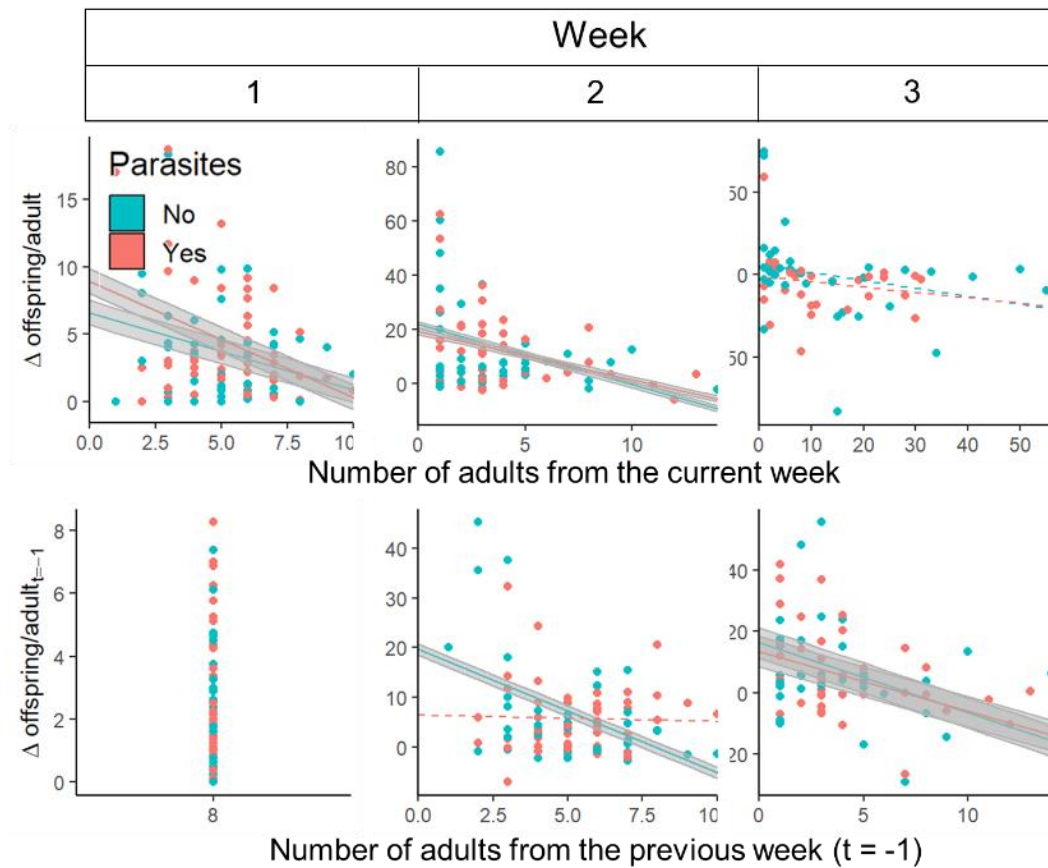 Week
1 2 3
Δ offspring/adult
15
10
5
0
Parasites
No
Yes
0.0 2.5 5.0 7.5 10
80
60
40
20
0
0 5 10
50
0
50
0 10 20 30 40 50
Number of adults from the current week
Δ offspring/adult t=−1
8
6
4
2
0
8
40
30
20
10
0
0.0 2.5 5.0 7.5 10
40
20
0
20
0 5 10
Number of adults from the previous week (t = -1)